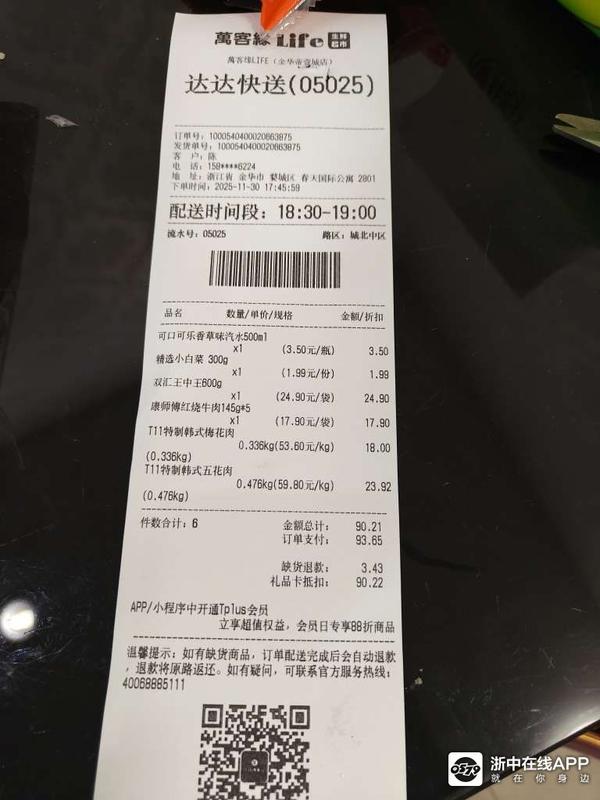 萬客緣 Life 生鮮超市
萬客缘LIFE（金华帝壹城店）
达达快送(05025)
订单号：1000540400020663875
发货单号：1000540400020663875
客 户：陈
电 话：158****6224
地 址：浙江省 金华市 婺城区 春天国际公寓 2801
下单时间：2025-11-30 17:45:59
配送时间段：18:30-19:00
流水号：05025 路区：城北中区
品名 数量/单价/规格 金额/折扣
可口可乐香草味汽水500ml
x1 (3.50元/瓶) 3.50
精选小白菜 300g
x1 (1.99元/份) 1.99
双汇王中王600g
x1 (24.90元/袋) 24.90
康师傅红烧牛肉145g*5
x1 (17.90元/袋) 17.90
T11特制韩式梅花肉
0.336kg(53.60元/kg) 18.00
(0.336kg)
T11特制韩式五花肉
0.476kg(59.80元/kg) 23.92
(0.476kg)
件数合计：6 金额总计： 90.21
订单支付： 93.65
缺货退款： 3.43
礼品卡抵扣： 90.22
APP/小程序中开通Tplus会员
立享超值权益，会员日专享88折商品
温馨提示：如有缺货商品，订单配送完成后会自动退款
，退款将原路返还。如有疑问，可联系官方服务热线：
40068885111
浙中在线APP
就在你身边